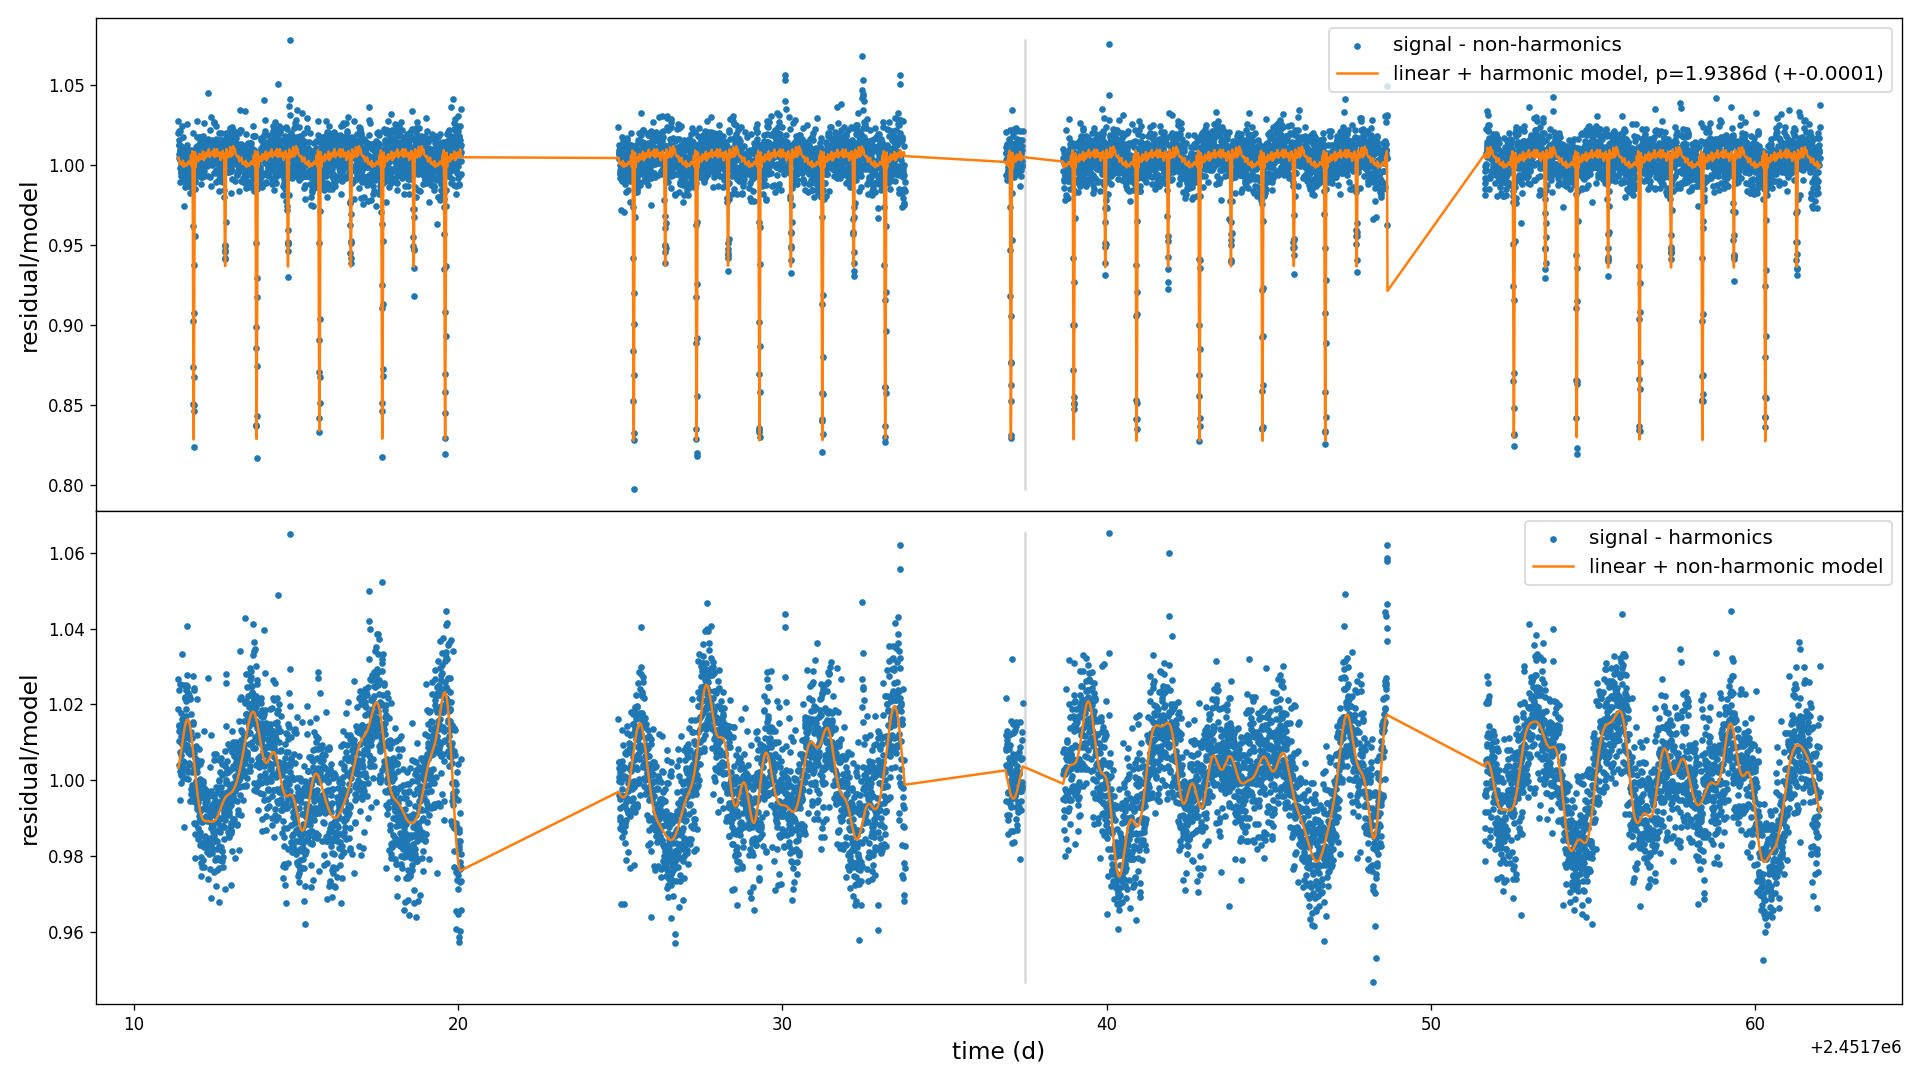 signal - non-harmonics
linear + harmonic model, p=1.9386d (+-0.0001)
residual/model
1.05
1.00
0.95
0.90
0.85
0.80
signal - harmonics
linear + non-harmonic model
residual/model
1.06
1.04
1.02
1.00
0.98
0.96
10
20
30
40
50
60
time (d)
+2.4517e6